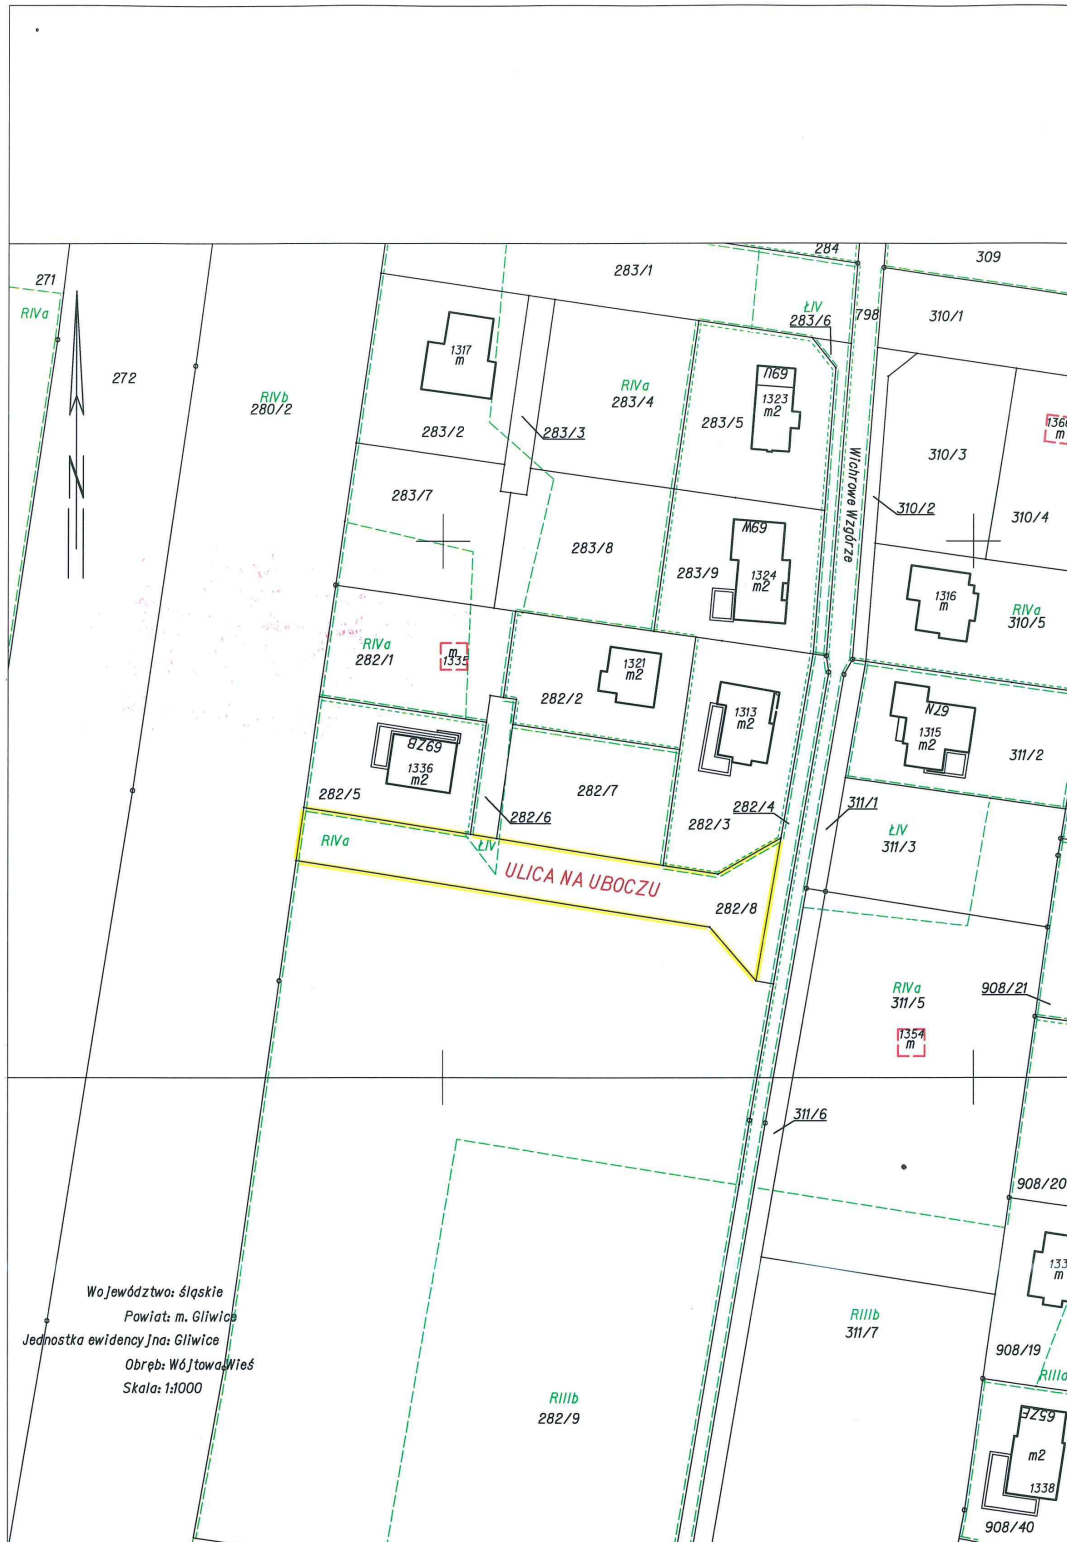 284
309
271
283/1
RIVa
ŁIV
283/6
798
310/1
1317
m
272
RIVb
280/2
RIVa
283/4
N69
1323
m2
283/2
283/3
283/5
Wichrowe Wzgórze
m
310/3
310/2
310/4
283/7
283/8
M69
283/9
1324
m2
1316
m
RIVa
310/5
N
RIVa
282/1
m
1335
1321
m2
282/2
1313
m2
67N
1315
m2
311/2
69ZB
1336
m2
282/5
282/6
282/7
282/4
282/3
311/1
ŁIV
311/3
RIVa
ŁIV
ULICA NA UBOCZU
282/8
RIVa
311/5
908/21
1354
m
311/6
908/20
m
Województwo: śląskie
Powiat: m. Gliwice
Jednostka ewidencyjna: Gliwice
Obręb: Wójtowa Wieś
Skala: 1:1000
RIIIb
311/7
908/19
RIIIa
RIIIb
282/9
65ZE
m2
1338
908/40